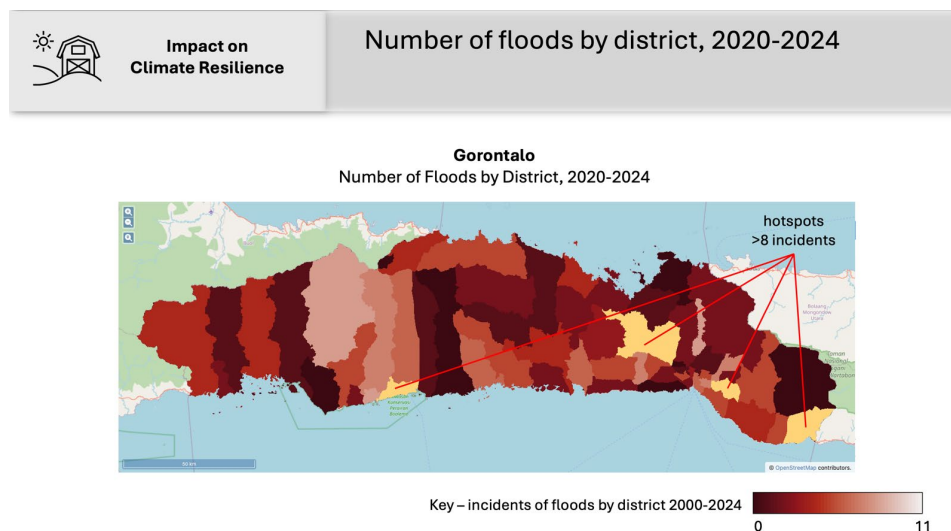 Impact on
Climate Resilience
Number of floods by district, 2020-2024
Gorontalo
Number of Floods by District, 2020-2024
hotspots
>8 incidents
50 km
© OpenStreetMap contributors.
Key – incidents of floods by district 2000-2024
0
11